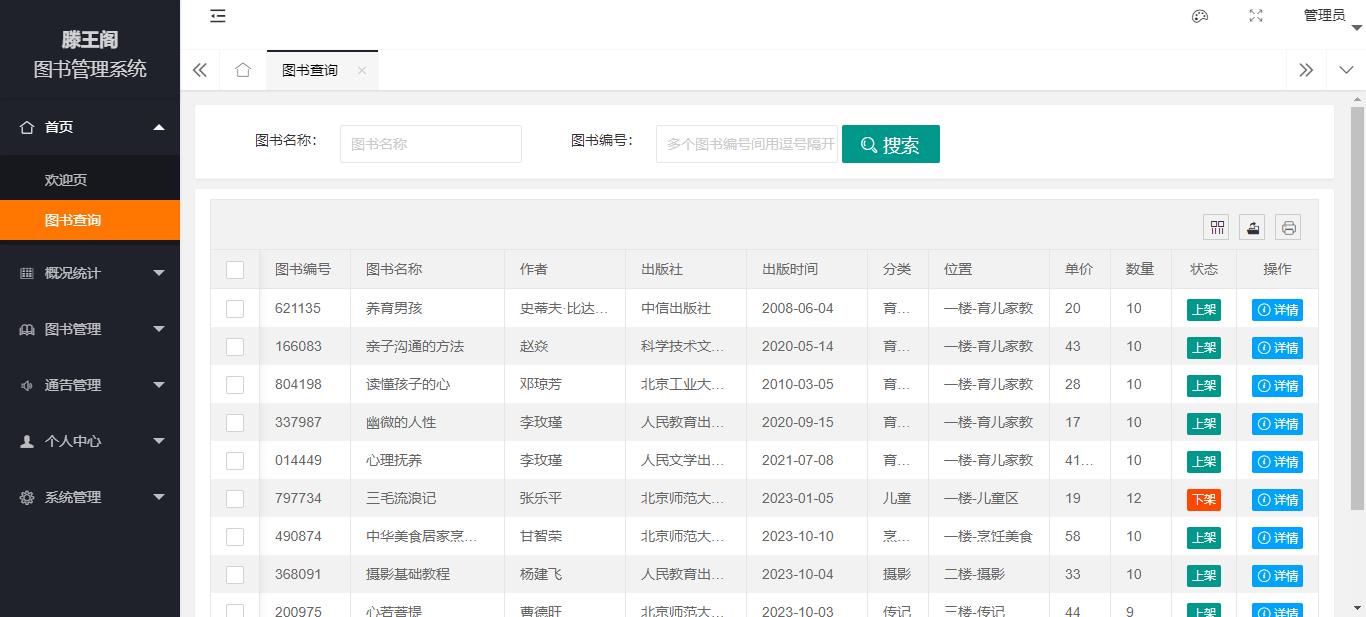 滕王阁
图书管理系统
首页
欢迎页
图书查询
概况统计
图书管理
通告管理
个人中心
系统管理
管理员
图书查询
图书名称: 图书名称 图书编号: 多个图书编号间用逗号隔开 搜索
图书编号 图书名称 作者 出版社 出版时间 分类 位置 单价 数量 状态 操作
621135 养育男孩 史蒂夫·比达... 中信出版社 2008-06-04 育... 一楼-育儿家教 20 10 上架 详情
166083 亲子沟通的方法 赵焱 科学技术文... 2020-05-14 育... 一楼-育儿家教 43 10 上架 详情
804198 读懂孩子的心 邓琼芳 北京工业大... 2010-03-05 育... 一楼-育儿家教 28 10 上架 详情
337987 幽微的人性 李玫瑾 人民教育出... 2020-09-15 育... 一楼-育儿家教 17 10 上架 详情
014449 心理抚养 李玫瑾 人民文学出... 2021-07-08 育... 一楼-育儿家教 41... 10 上架 详情
797734 三毛流浪记 张乐平 北京师范大... 2023-01-05 儿童 一楼-儿童区 19 12 下架 详情
490874 中华美食居家烹... 甘智荣 北京师范大... 2023-10-10 烹... 一楼-烹饪美食 58 10 上架 详情
368091 摄影基础教程 杨建飞 人民教育出... 2023-10-04 摄影 二楼-摄影 33 10 上架 详情
200975 心若菩提 曹德旺 北京师范大... 2023-10-03 传记 三楼-传记 44 9 上架 详情